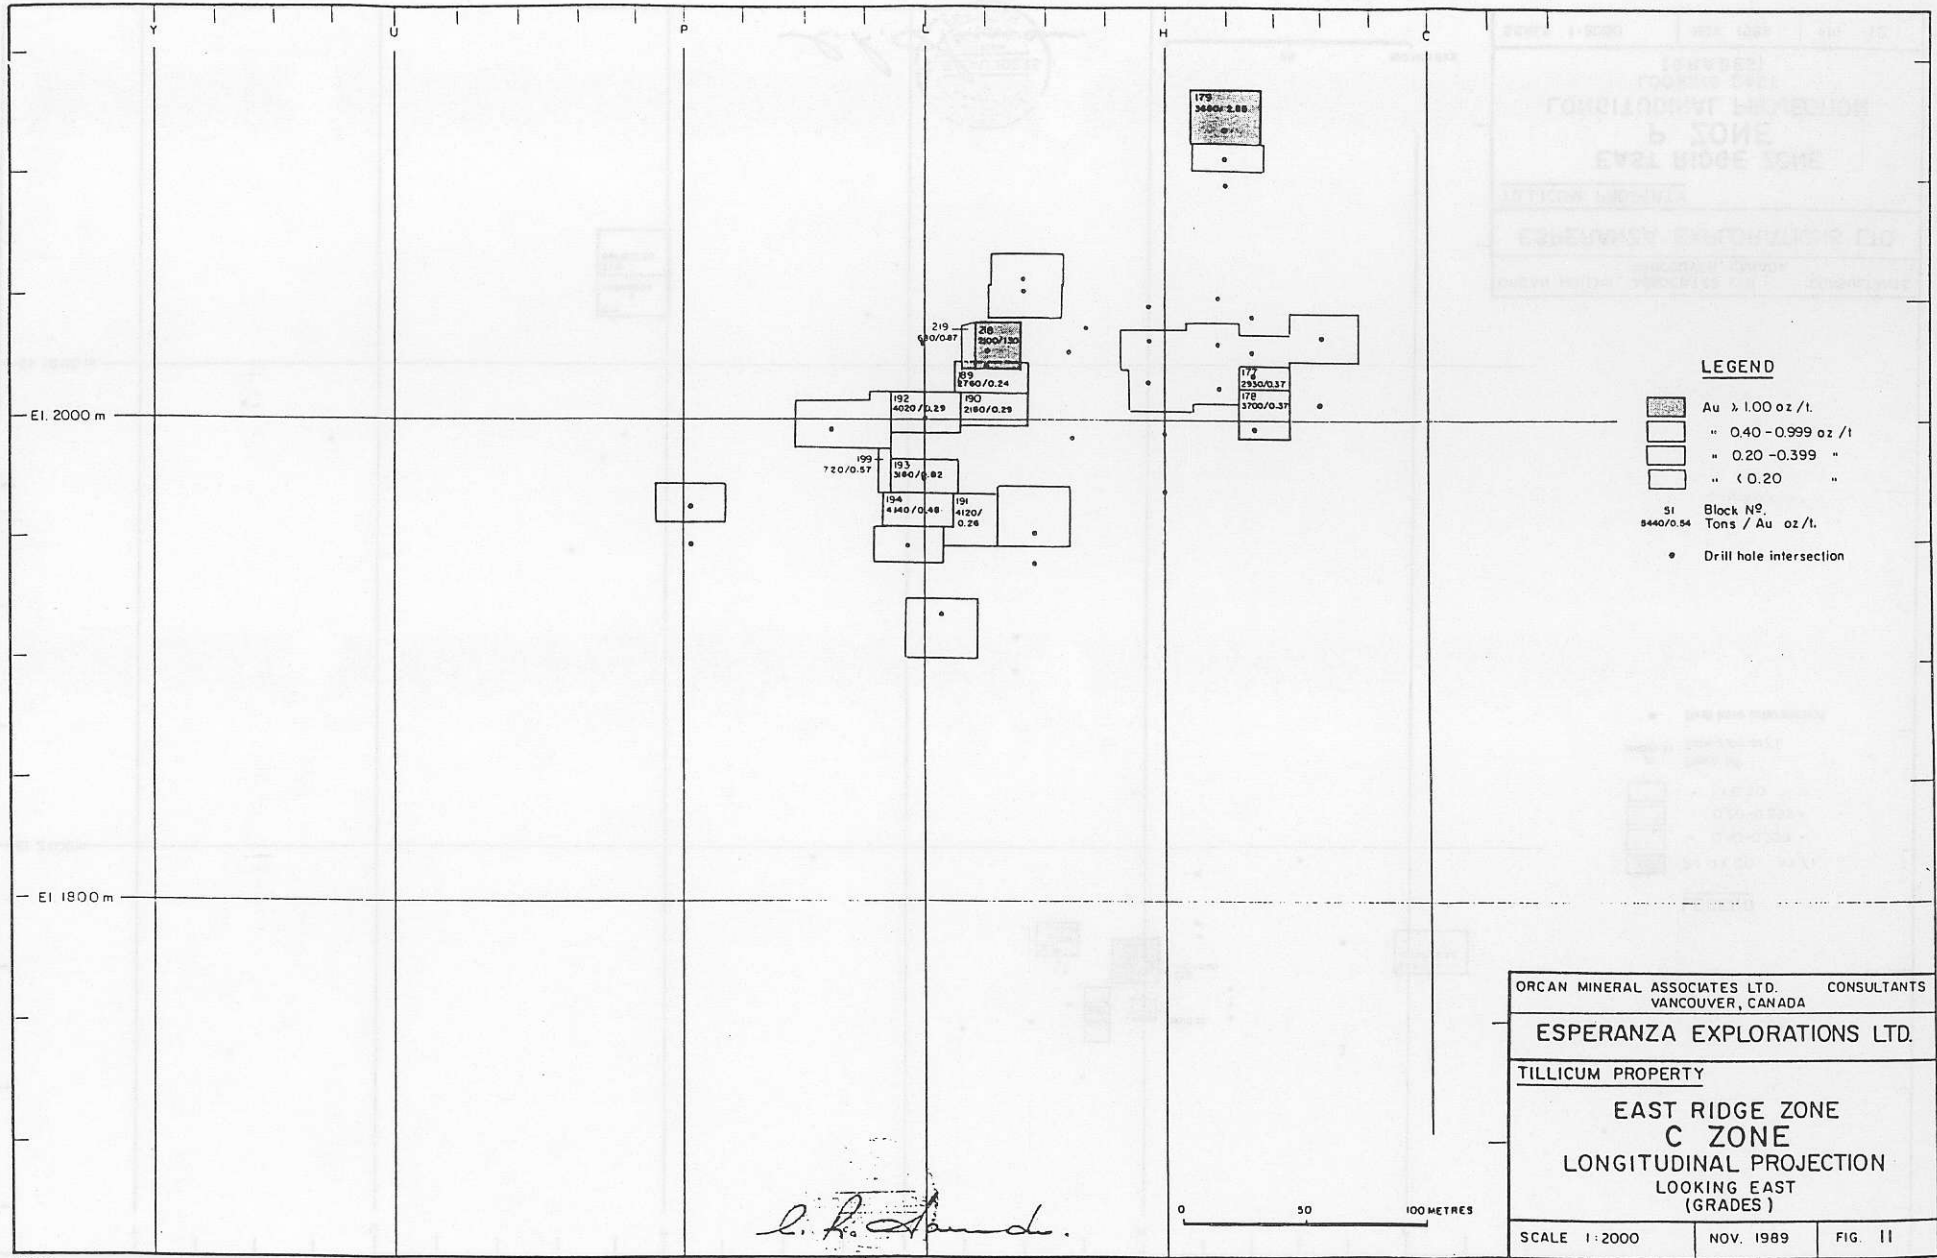 Y U P L H C
179
3680/2.88
219
680/0.87
218
2100/1.30
189
2760/0.24
192
4020/0.29
190
2160/0.29
177
2930/0.37
178
3700/0.37
El. 2000 m
199
720/0.57
193
3180/0.82
194
4140/0.48
191
4120/
0.26
LEGEND
Au ≥ 1.00 oz/t.
" 0.40 - 0.999 oz/t
" 0.20 - 0.399 "
" < 0.20 "
51 Block Nº.
5440/0.54 Tons / Au oz/t.
Drill hole intersection
El 1900 m
0 50 100 METRES
ORCAN MINERAL ASSOCIATES LTD. CONSULTANTS
VANCOUVER, CANADA
ESPERANZA EXPLORATIONS LTD.
TILLICUM PROPERTY
EAST RIDGE ZONE
C ZONE
LONGITUDINAL PROJECTION
LOOKING EAST
(GRADES)
SCALE 1:2000 NOV. 1989 FIG. 11